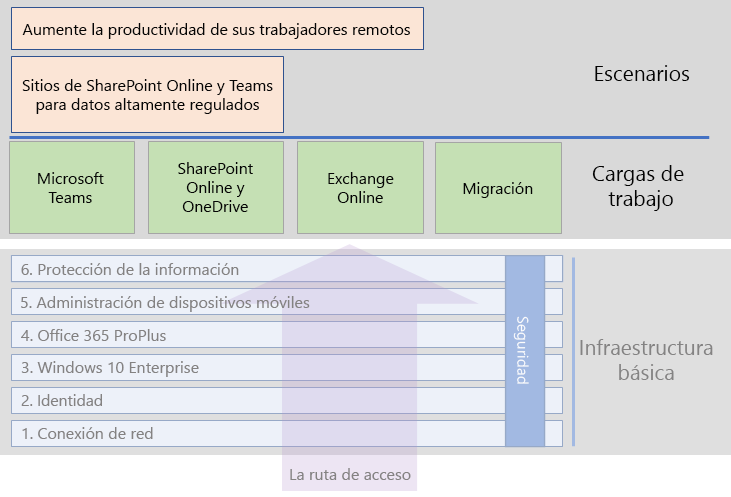 Aumente la productividad de sus trabajadores remotos
Sitios de SharePoint Online y Teams
para datos altamente regulados
Escenarios
Microsoft
Teams
SharePoint
Online y
OneDrive
Exchange
Online
Migración
Cargas de
trabajo
6. Protección de la información
5. Administración de dispositivos móviles
4. Office 365 ProPlus
3. Windows 10 Enterprise
2. Identidad
1. Conexión de red
Seguridad
Infraestructura
básica
La ruta de acceso